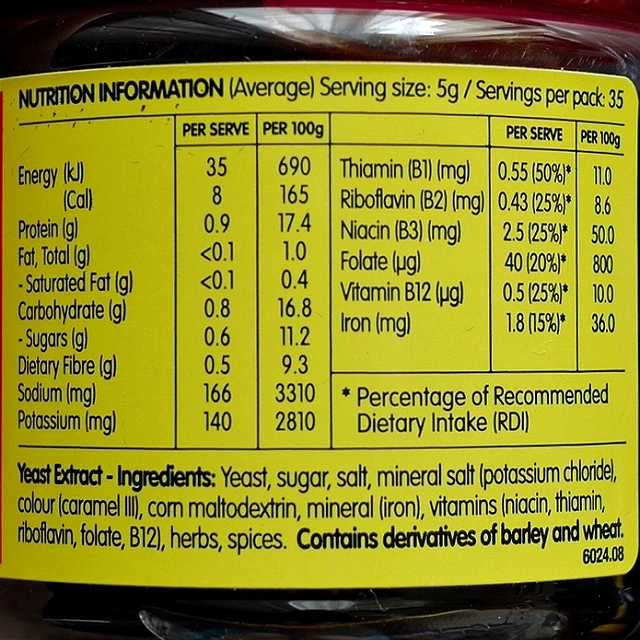 NUTRITION INFORMATION (Average) Serving size: 5g / Servings per pack: 35
PER SERVE PER 100g PER SERVE PER 100g
Energy (kJ) 35 690 Thiamin (B1) (mg) 0.55 (50%)* 11.0
(Cal) 8 165 Riboflavin (B2) (mg) 0.43 (25%)* 8.6
Protein (g) 0.9 17.4 Niacin (B3) (mg) 2.5 (25%)* 50.0
Fat, Total (g) <0.1 1.0 Folate (µg) 40 (20%)* 800
- Saturated Fat (g) <0.1 0.4 Vitamin B12 (µg) 0.5 (25%)* 10.0
Carbohydrate (g) 0.8 16.8 Iron (mg) 1.8 (15%)* 36.0
- Sugars (g) 0.6 11.2
Dietary Fibre (g) 0.5 9.3
Sodium (mg) 166 3310 * Percentage of Recommended
Potassium (mg) 140 2810 Dietary Intake (RDI)
Yeast Extract - Ingredients: Yeast, sugar, salt, mineral salt (potassium chloride),
colour (caramel III), corn maltodextrin, mineral (iron), vitamins (niacin, thiamin,
riboflavin, folate, B12), herbs, spices. Contains derivatives of barley and wheat.
6024.08